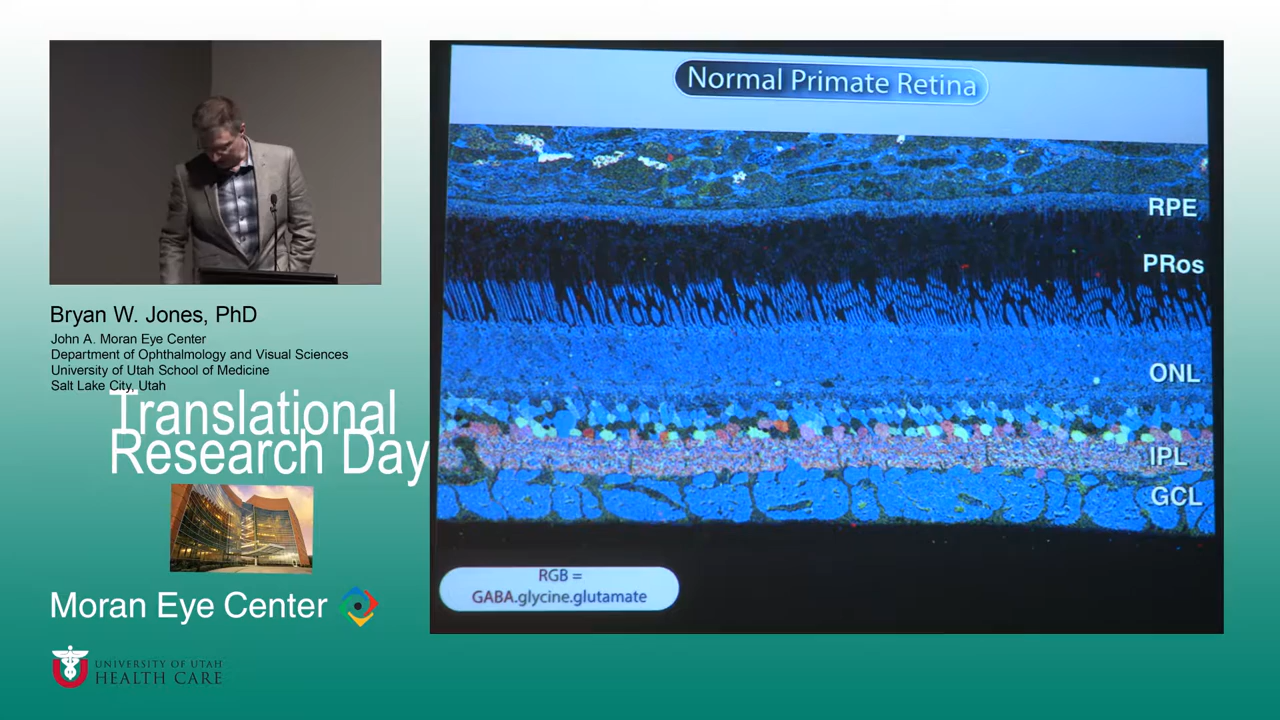 Bryan W. Jones, PhD
John A. Moran Eye Center
Department of Ophthalmology and Visual Sciences
University of Utah School of Medicine
Salt Lake City, Utah
Translational
Research Day
Moran Eye Center
UNIVERSITY OF UTAH
HEALTH CARE
Normal Primate Retina
RPE
PRos
ONL
IPL
GCL
RGB =
GABA.glycine.glutamate